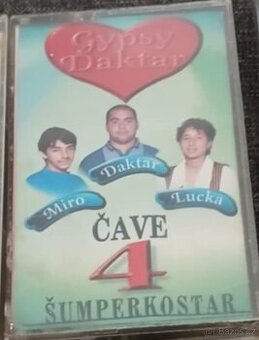 Gypsy
Daktar
Miro
Daktar
Lucka
ČAVE
4
ŠUMPERKOSTAR